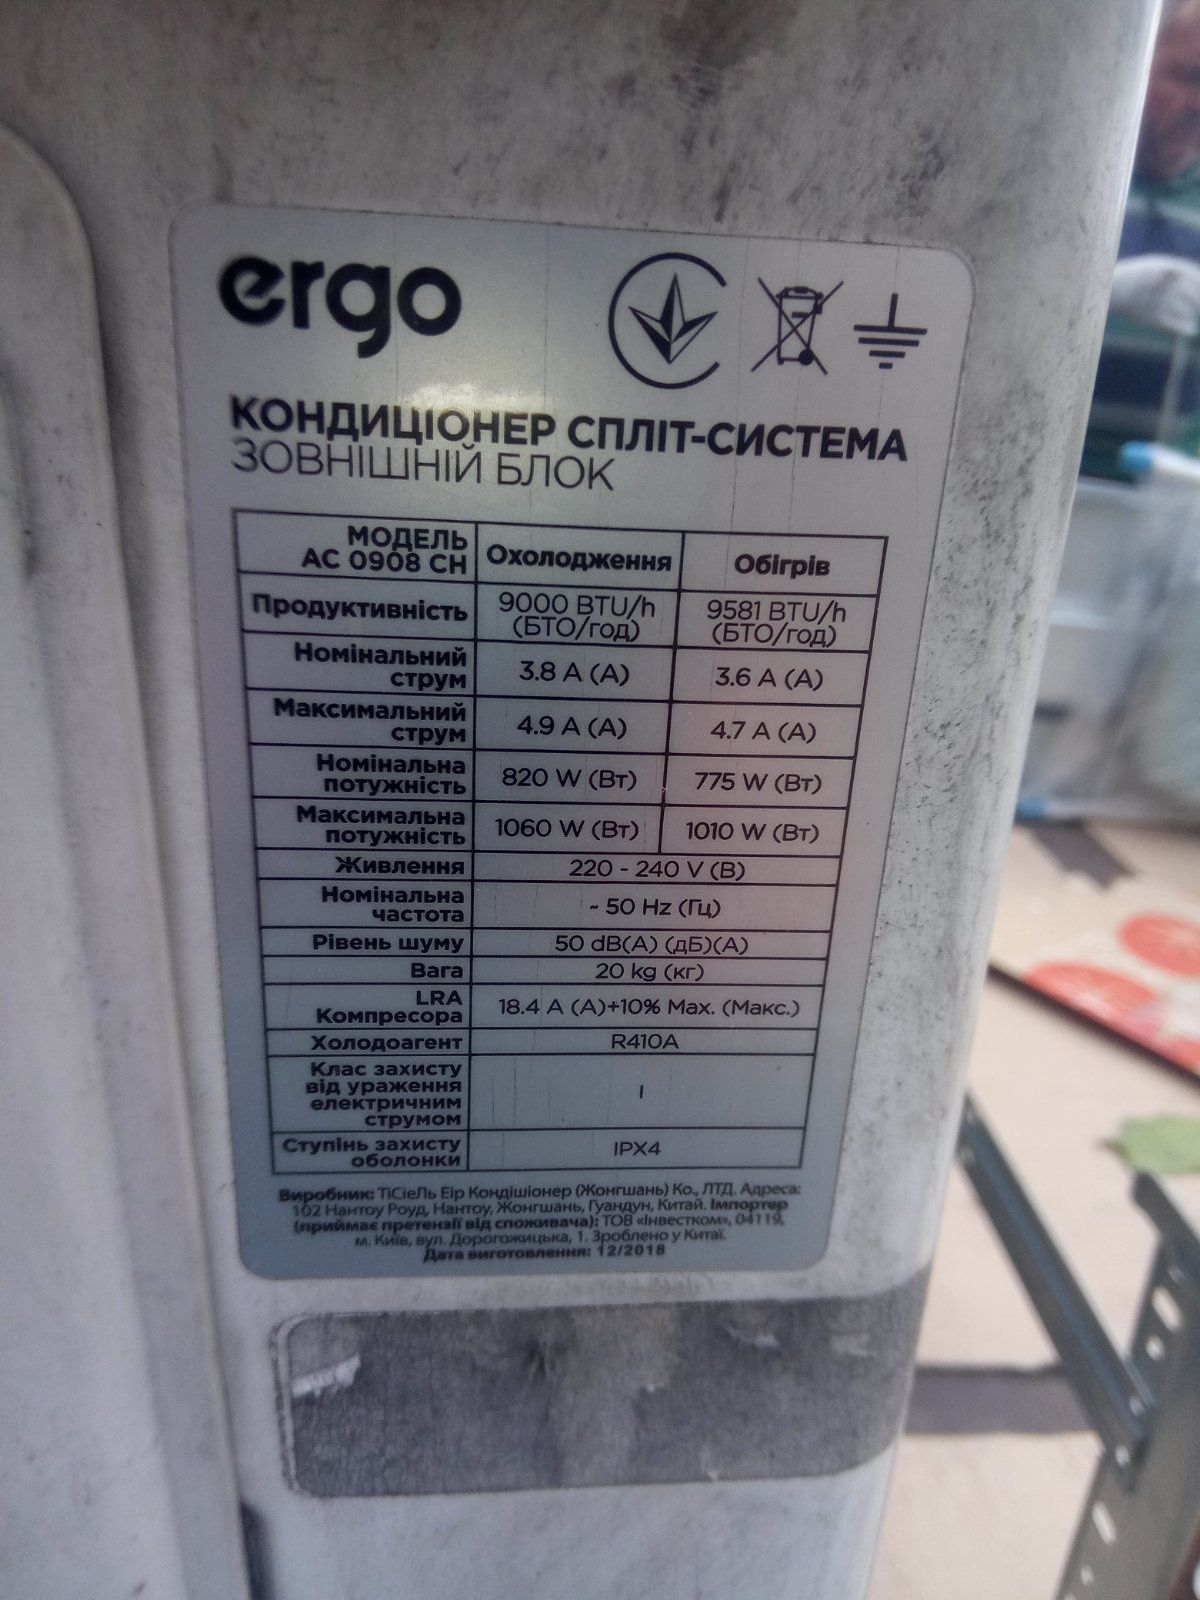 ergo
КОНДИЦІОНЕР СПЛІТ-СИСТЕМА
ЗОВНІШНІЙ БЛОК
МОДЕЛЬ
AC 0908 CH
Охолодження
Обігрів
Продуктивність
9000 BTU/h
(БТО/год)
9581 BTU/h
(БТО/год)
Номінальний
струм
3.8 A (А)
3.6 A (А)
Максимальний
струм
4.9 A (А)
4.7 A (А)
Номінальна
потужність
820 W (Вт)
775 W (Вт)
Максимальна
потужність
1060 W (Вт)
1010 W (Вт)
Живлення
220 - 240 V (В)
Номінальна
частота
~ 50 Hz (Гц)
Рівень шуму
50 dB(A) (дБ)(А)
Вага
20 kg (кг)
LRA
Компресора
18.4 A (А)+10% Max. (Макс.)
Холодоагент
R410A
Клас захисту
від ураження
електричним
струмом
I
Ступінь захисту
оболонки
IPX4
Виробник: ТіСіеЛь Еір Кондішіонер (Жонгшань) Ко., ЛТД. Адреса:
102 Нантоу Роуд, Нантоу, Жонгшань, Гуандун, Китай. Імпортер
(приймає претензії від споживача): ТОВ «Інвестком», 04119,
м. Київ, вул. Дорогожицька, 1. Зроблено у Китаї.
Дата виготовлення: 12/2018